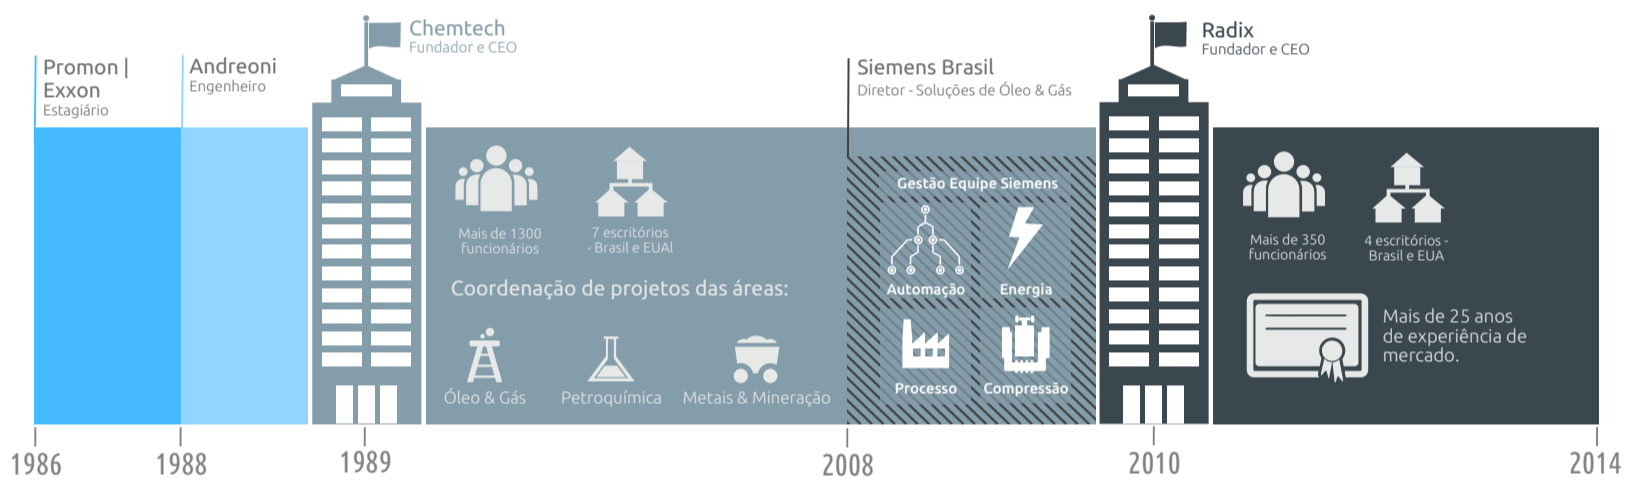 Promon |
Exxon
Estagiário
Andreoni
Engenheiro
Chemtech
Fundador e CEO
Mais de 1300
funcionários
7 escritórios
- Brasil e EUAl
Coordenação de projetos das áreas:
Óleo & Gás
Petroquímica
Metais & Mineração
Siemens Brasil
Diretor - Soluções de Óleo & Gás
Gestão Equipe Siemens
Automação
Energia
Processo
Compressão
Radix
Fundador e CEO
Mais de 350
funcionários
4 escritórios -
Brasil e EUA
Mais de 25 anos
de experiência de
mercado.
1986
1988
1989
2008
2010
2014